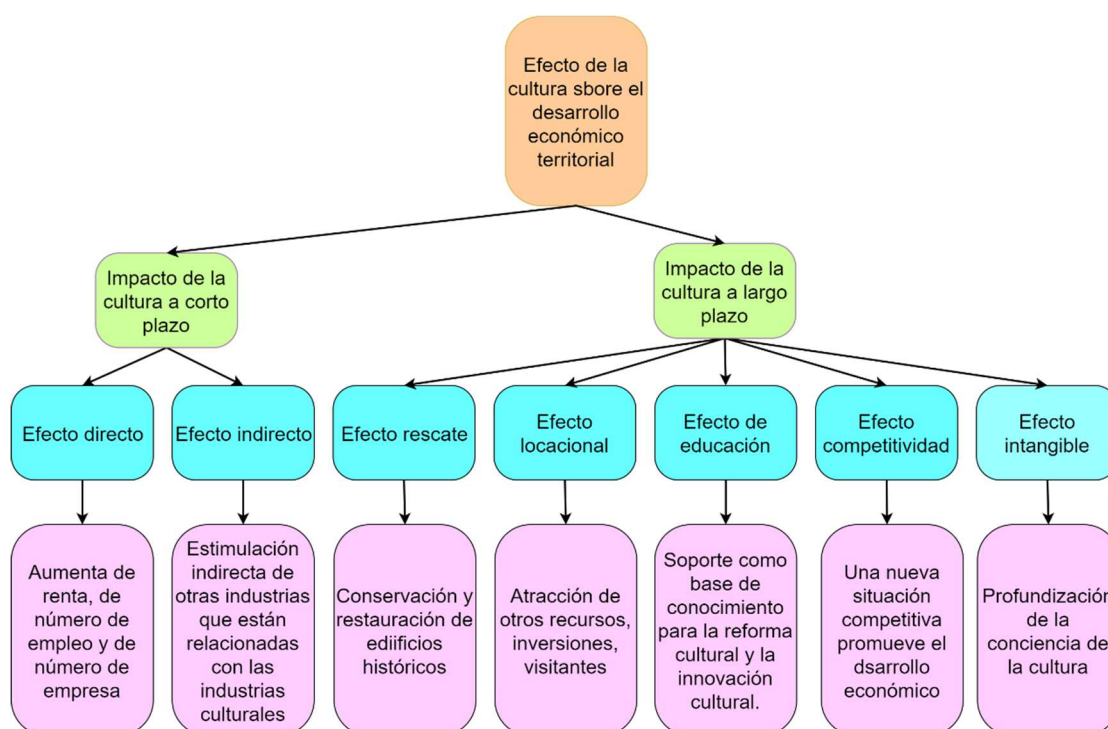 Efecto de la
cultura sbore el
desarrollo
económico
territorial
Impacto de la
cultura a corto
plazo
Impacto de la
cultura a largo
plazo
Efecto directo
Efecto indirecto
Efecto rescate
Efecto
locacional
Efecto de
educación
Efecto
competitividad
Efecto
intangible
Aumenta de
renta, de
número de
empleo y de
número de
empresa
Estimulación
indirecta de
otras industrias
que están
relacionadas
con las
industrias
culturales
Conservación y
restauración de
ediificios
históricos
Atracción de
otros recursos,
inversiones,
visitantes
Soporte como
base de
conocimiento
para la reforma
cultural y la
innovación
cultural.
Una nueva
situación
competitiva
promueve el
dsarrollo
económico
Profundización
de la
conciencia de
la cultura